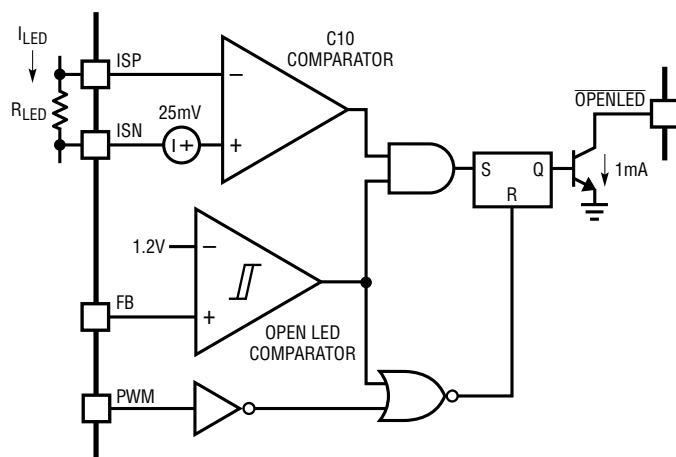 I_LED
ISP
C10
COMPARATOR
OPENLED
R_LED
25mV
−
ISN
I +
+
S
Q
1mA
R
1.2V
−
FB
+
OPEN LED
COMPARATOR
PWM